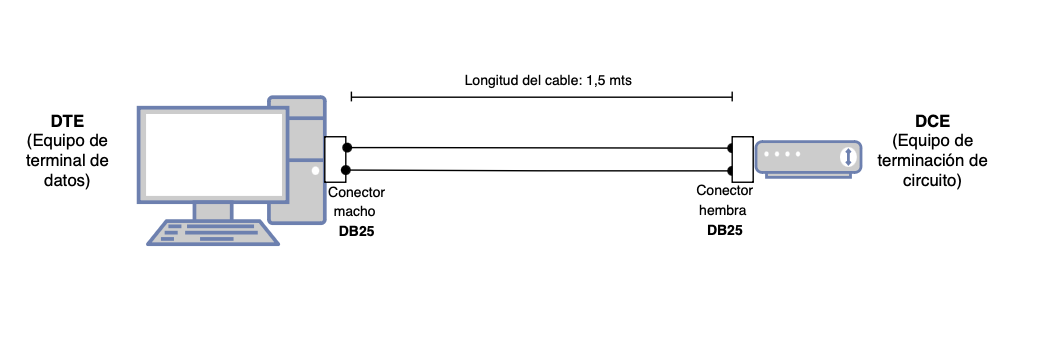 Longitud del cable: 1,5 mts
DTE
(Equipo de
terminal de
datos)
DCE
(Equipo de
terminación de
circuito)
Conector
macho
DB25
Conector
hembra
DB25